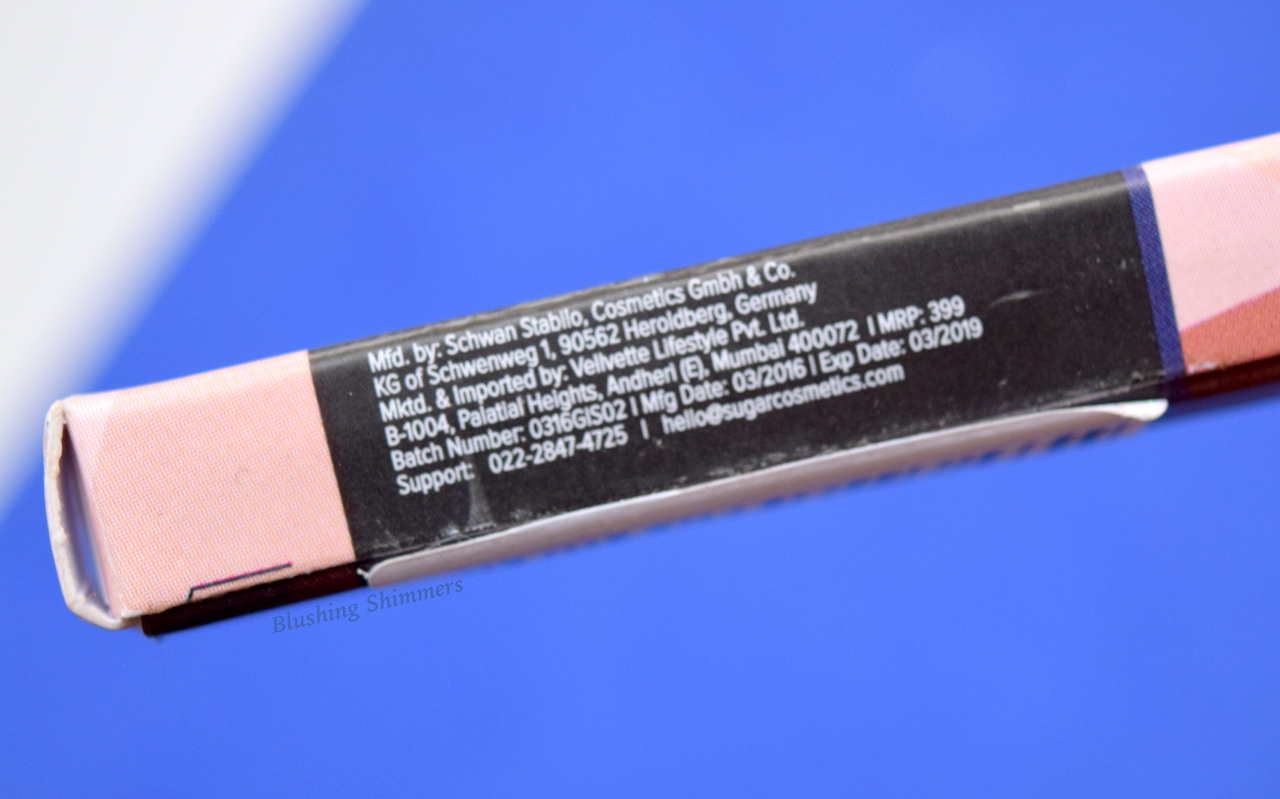 Mfd. by: Schwan Stabilo, Cosmetics Gmbh & Co.
KG of Schwenweg 1, 90562 Heroldberg, Germany
Mktd. & Imported by: Vellvette Lifestyle Pvt. Ltd.
B-1004, Palatial Heights, Andheri (E), Mumbai 400072 | MRP: 399
Batch Number: 0316GIS02 | Mfg Date: 03/2016 | Exp Date: 03/2019
Support: 022-2847-4725 | hello@sugarcosmetics.com
Blushing Shimmers